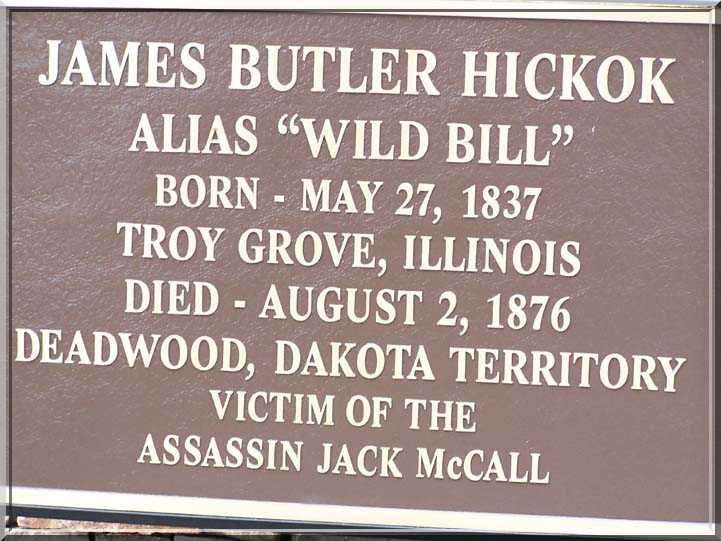 JAMES BUTLER HICKOK
ALIAS “WILD BILL”
BORN - MAY 27, 1837
TROY GROVE, ILLINOIS
DIED - AUGUST 2, 1876
DEADWOOD, DAKOTA TERRITORY
VICTIM OF THE
ASSASSIN JACK McCALL